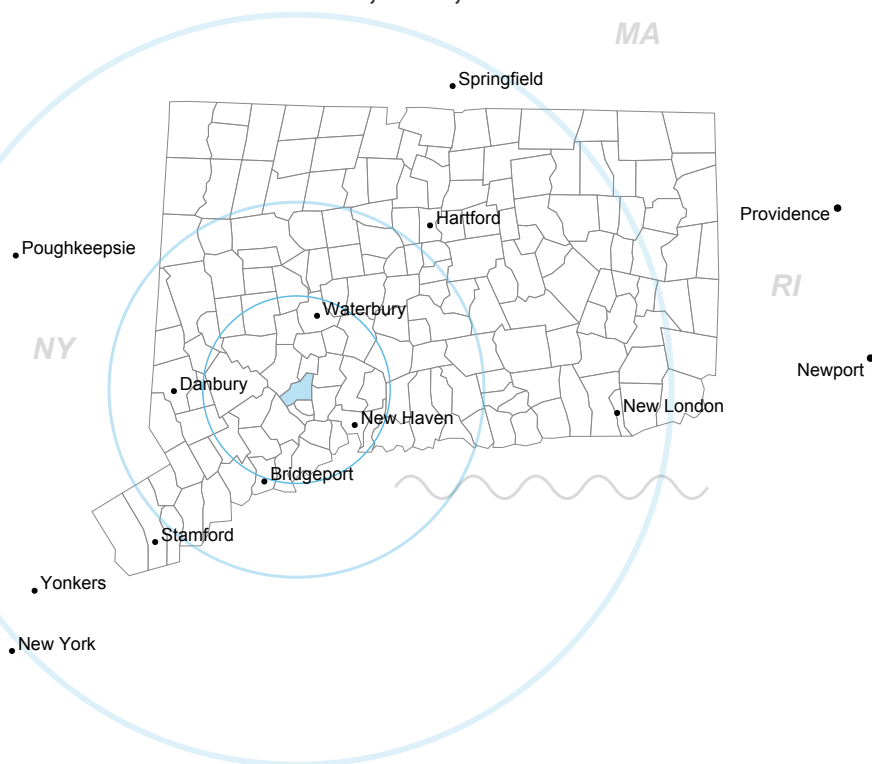 MA
Springfield
Providence
Hartford
Poughkeepsie
RI
Waterbury
NY
Newport
Danbury
New London
New Haven
Bridgeport
Stamford
Yonkers
New York